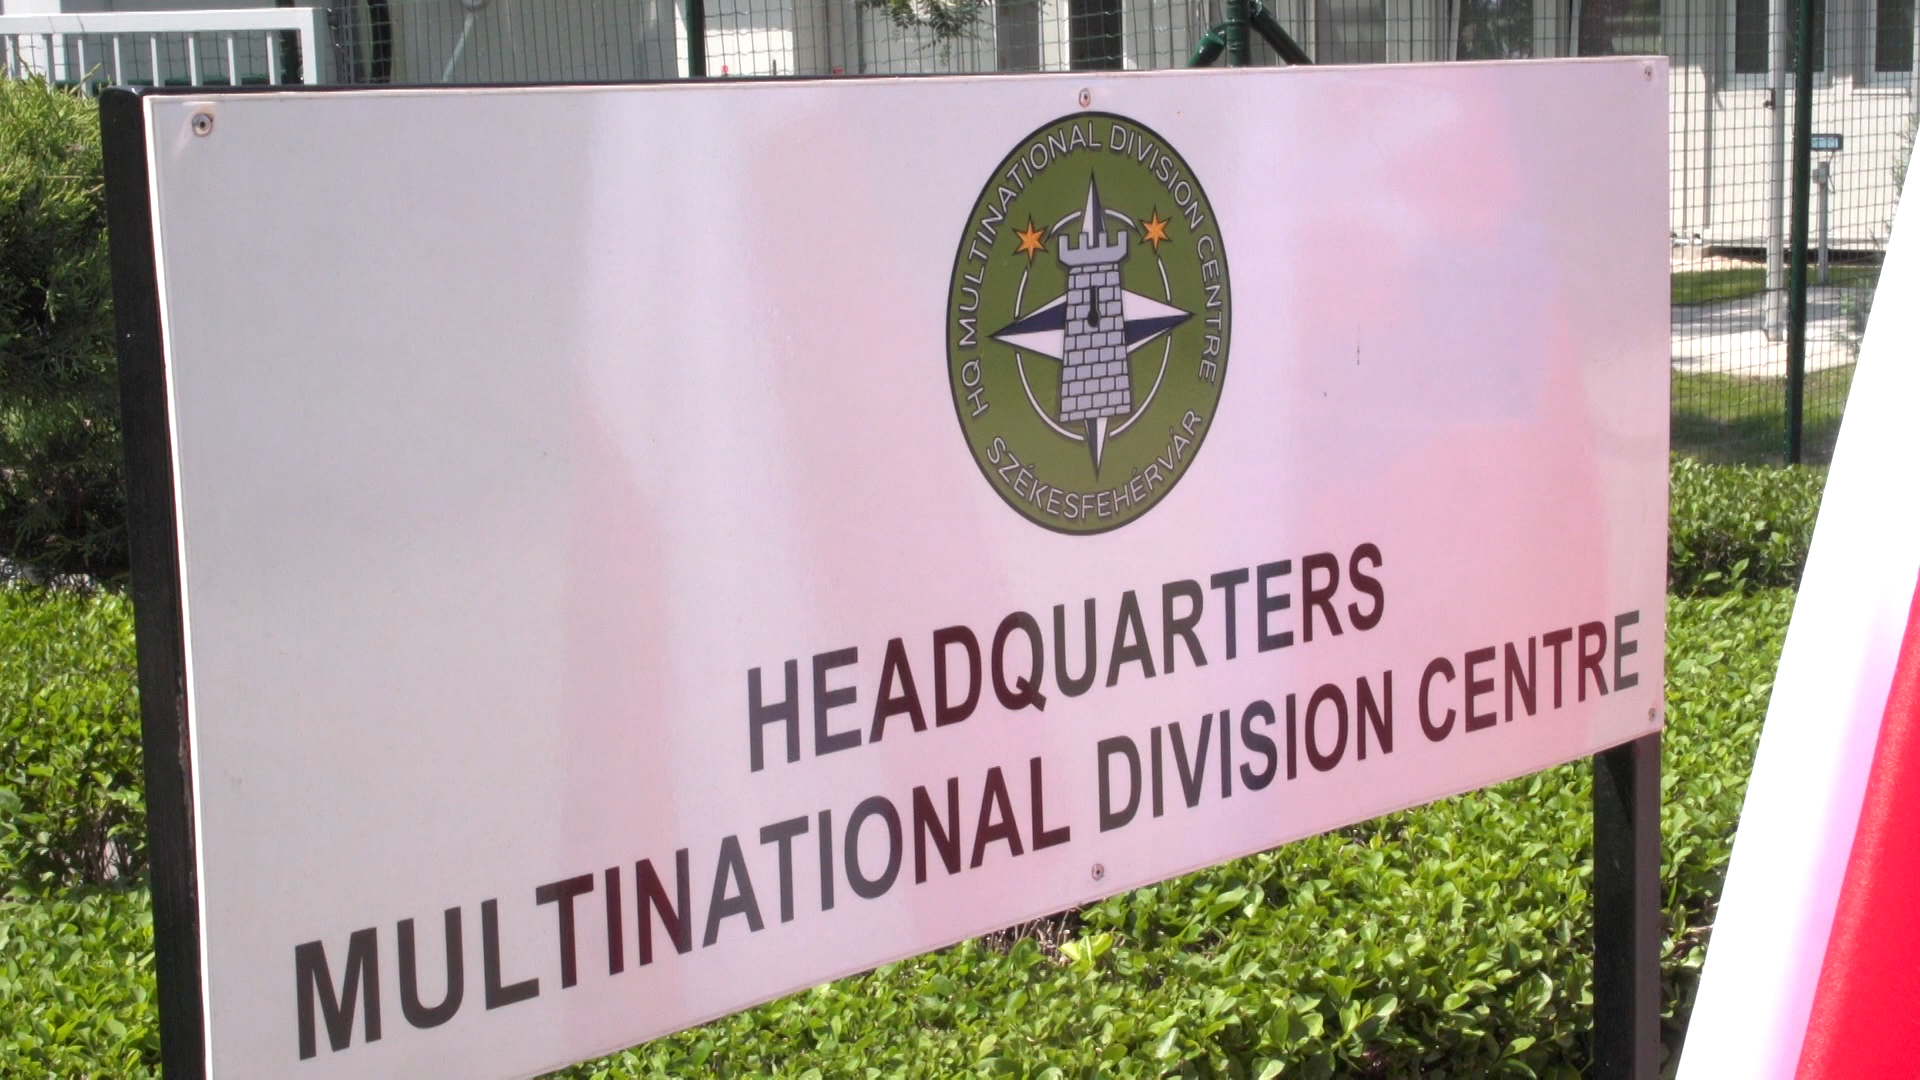 HQ MULTINATIONAL DIVISION CENTRE
SZÉKESFEHÉRVÁR
HEADQUARTERS
MULTINATIONAL DIVISION CENTRE